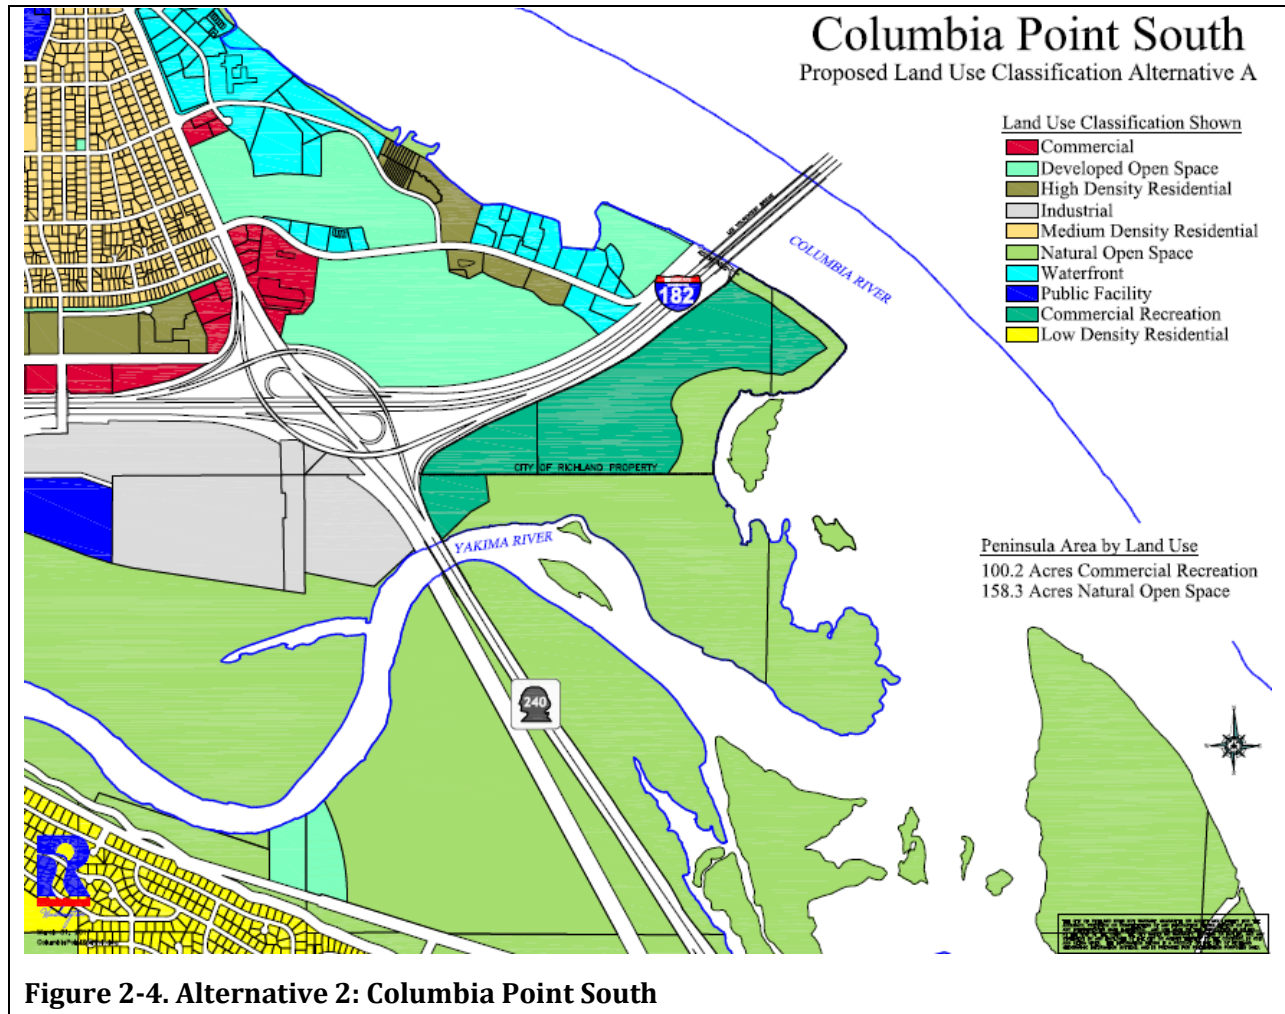 Columbia Point South
Proposed Land Use Classification Alternative A
Land Use Classification Shown
Commercial
Developed Open Space
High Density Residential
Industrial
Medium Density Residential
Natural Open Space
Waterfront
Public Facility
Commercial Recreation
Low Density Residential
COLUMBIA RIVER
182
CITY OF RICHLAND PROPERTY
YAKIMA RIVER
Peninsula Area by Land Use
100.2 Acres Commercial Recreation
158.3 Acres Natural Open Space
240
R
Figure 2-4. Alternative 2: Columbia Point South